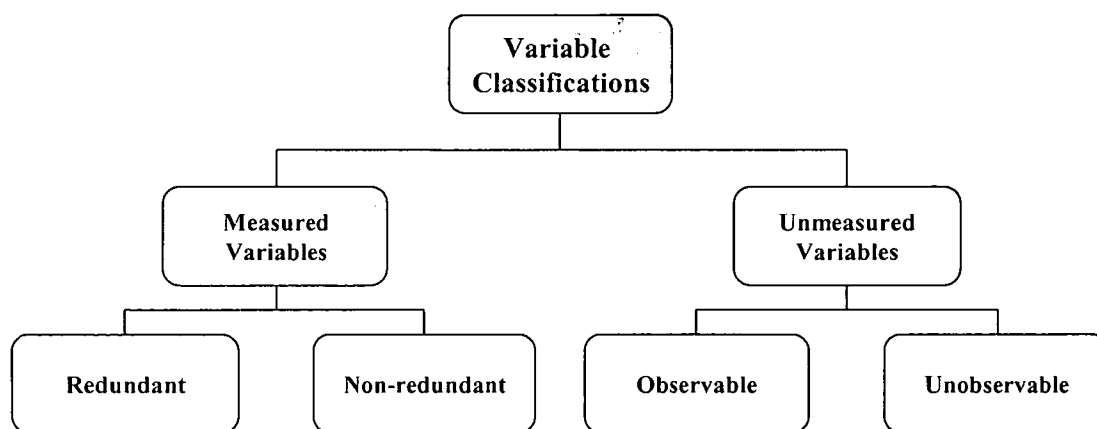 Variable
Classifications
Measured
Variables
Unmeasured
Variables
Redundant
Non-redundant
Observable
Unobservable